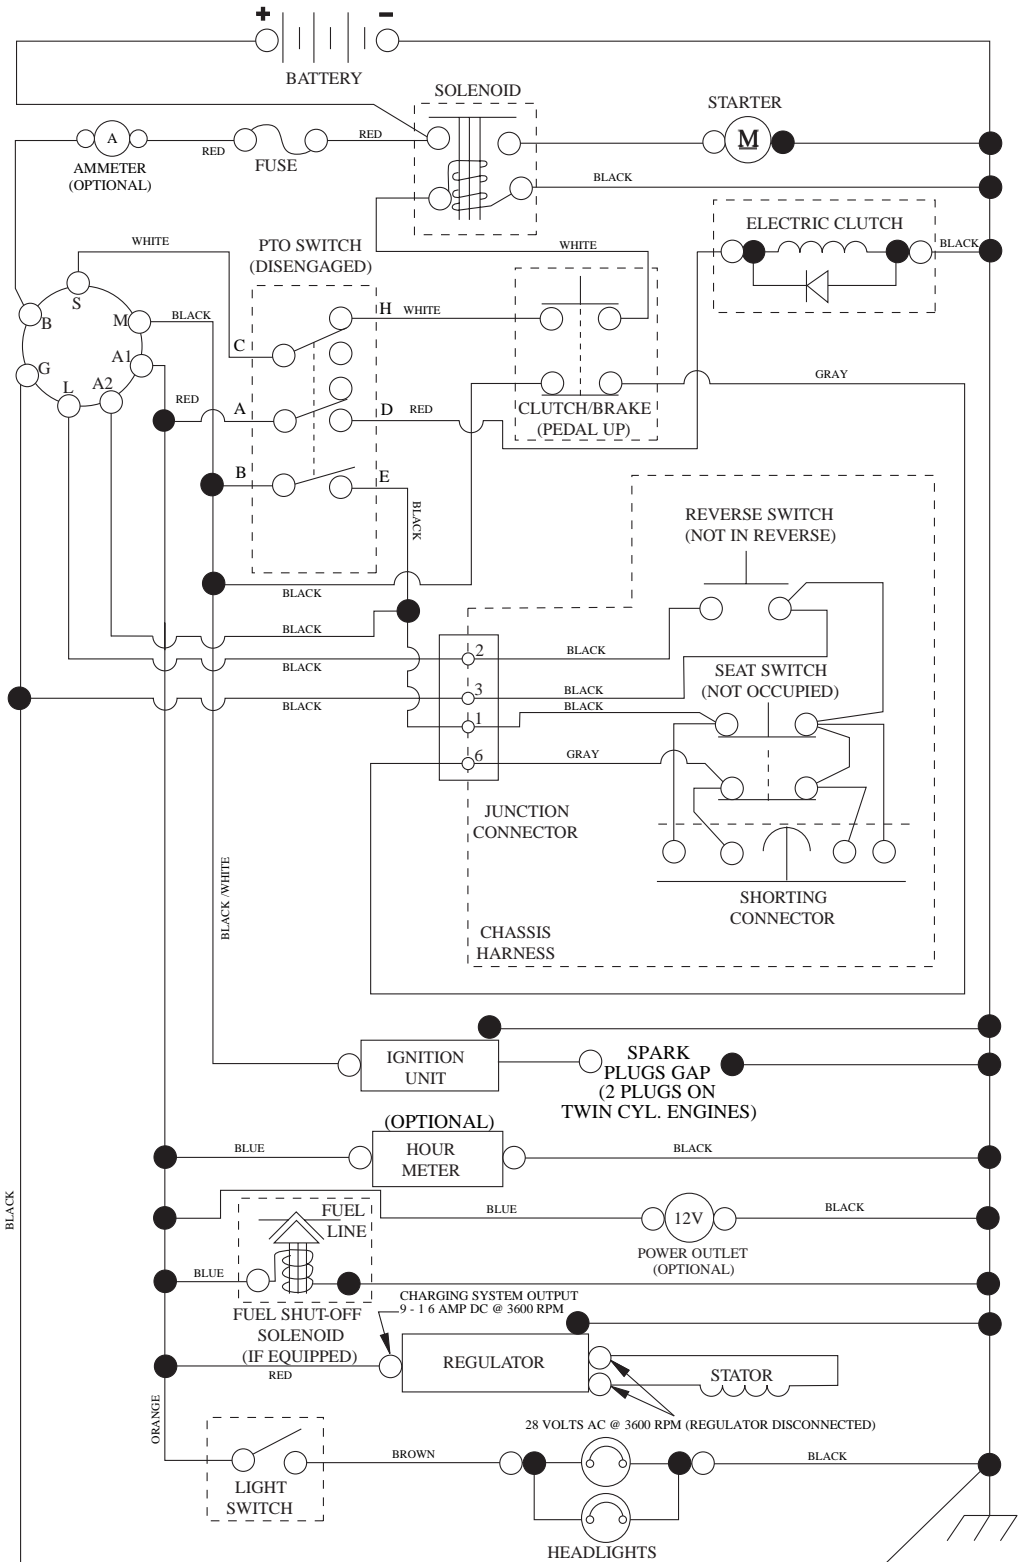 +
-
BATTERY
SOLENOID
STARTER
A
M
RED
FUSE
RED
AMMETER
(OPTIONAL)
BLACK
ELECTRIC CLUTCH
WHITE
PTO SWITCH
(DISENGAGED)
WHITE
BLACK
S
B
M
BLACK
H
WHITE
C
G
A1
L
A2
RED
A
D
RED
CLUTCH/BRAKE
(PEDAL UP)
GRAY
B
E
BLACK
REVERSE SWITCH
(NOT IN REVERSE)
BLACK
BLACK
2
BLACK
BLACK
SEAT SWITCH
(NOT OCCUPIED)
3
BLACK
BLACK
BLACK
1
6
GRAY
JUNCTION
CONNECTOR
BLACK /WHITE
SHORTING
CONNECTOR
CHASSIS
HARNESS
IGNITION
UNIT
SPARK
PLUGS GAP
(2 PLUGS ON
TWIN CYL. ENGINES)
(OPTIONAL)
HOUR
METER
BLUE
BLACK
BLACK
FUEL
LINE
BLUE
12V
BLACK
POWER OUTLET
(OPTIONAL)
BLUE
FUEL SHUT-OFF
SOLENOID
(IF EQUIPPED)
CHARGING SYSTEM OUTPUT
9 - 1 6 AMP DC @ 3600 RPM
REGULATOR
STATOR
RED
ORANGE
28 VOLTS AC @ 3600 RPM (REGULATOR DISCONNECTED)
BROWN
BLACK
LIGHT
SWITCH
HEADLIGHTS